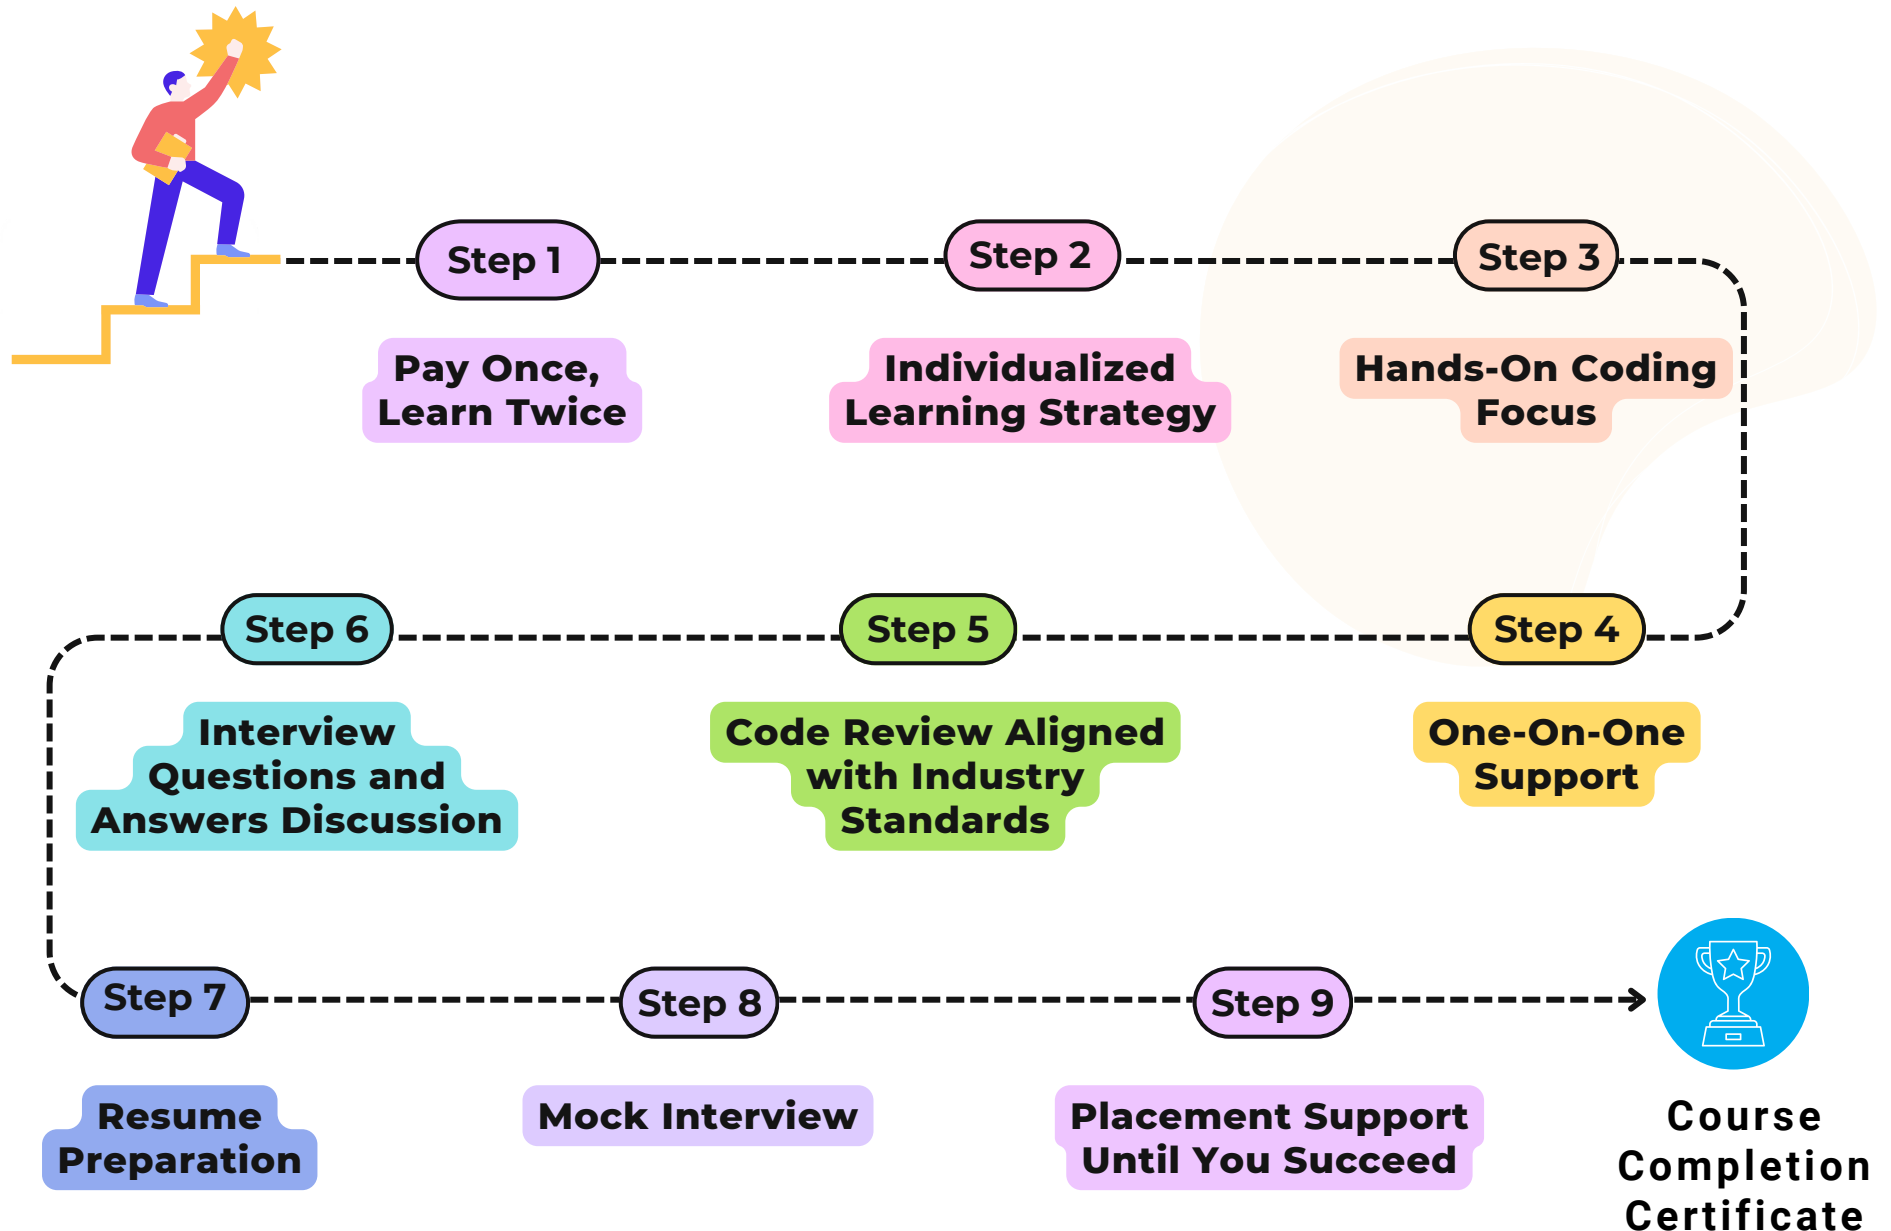 Step 1
Step 2
Step 3
Pay Once,
Learn Twice
Individualized
Learning Strategy
Hands-On Coding
Focus
Step 6
Step 5
Step 4
Interview
Questions and
Answers Discussion
Code Review Aligned
with Industry
Standards
One-On-One
Support
Step 7
Step 8
Step 9
Resume
Preparation
Mock Interview
Placement Support
Until You Succeed
Course
Completion
Certificate